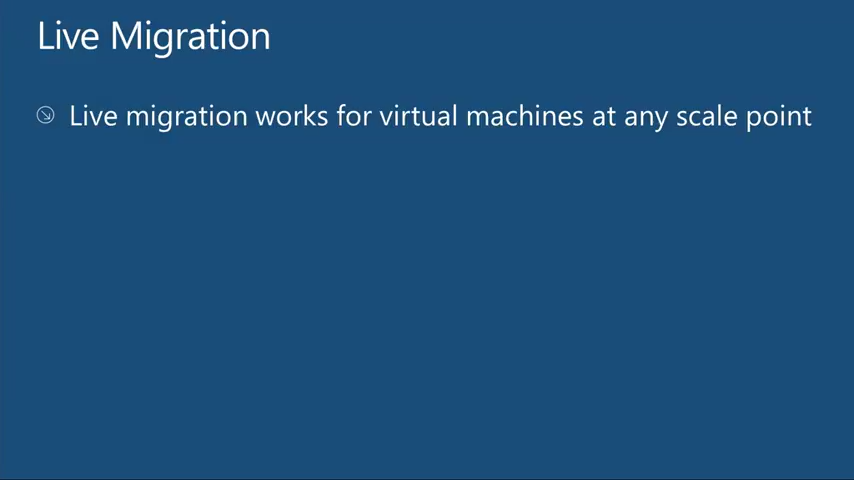 Live Migration
Live migration works for virtual machines at any scale point